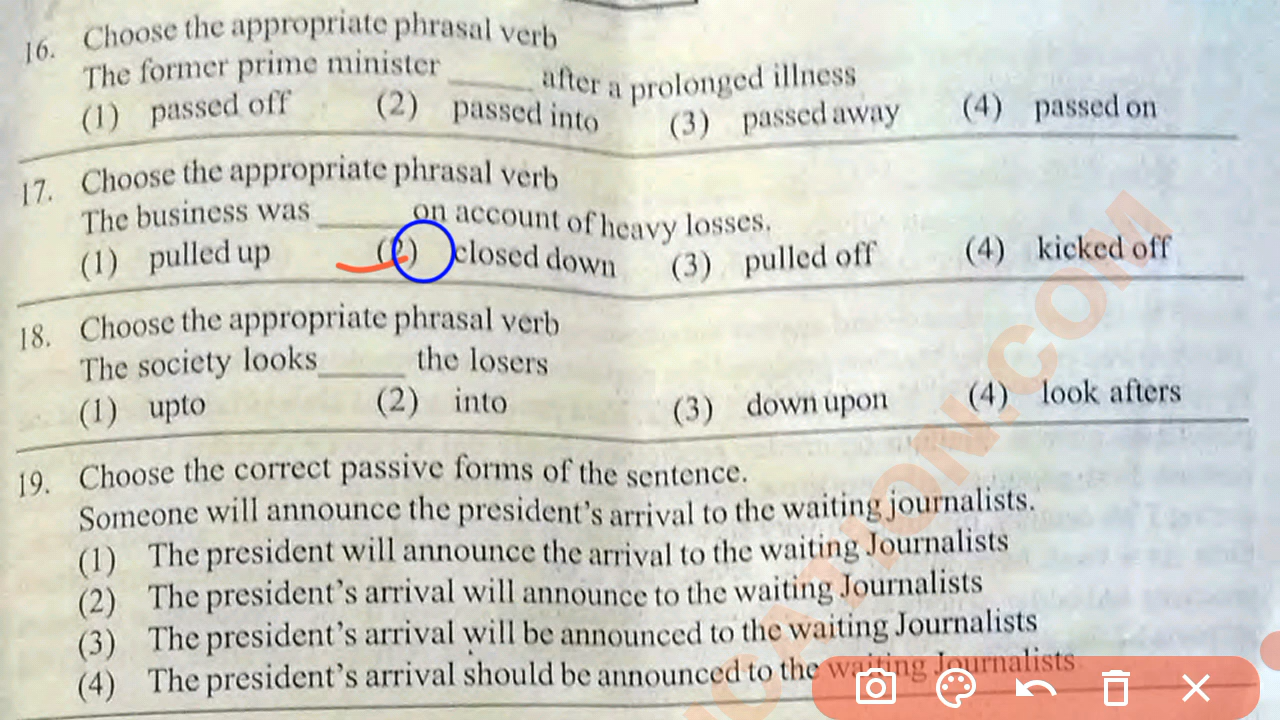 16. Choose the appropriate phrasal verb
The former prime minister ______ after a prolonged illness
(1) passed off (2) passed into (3) passed away (4) passed on
17. Choose the appropriate phrasal verb
The business was ______ on account of heavy losses.
(1) pulled up (2) closed down (3) pulled off (4) kicked off
18. Choose the appropriate phrasal verb
The society looks______ the losers
(1) upto (2) into (3) down upon (4) look afters
19. Choose the correct passive forms of the sentence.
Someone will announce the president's arrival to the waiting journalists.
(1) The president will announce the arrival to the waiting Journalists
(2) The president's arrival will announce to the waiting Journalists
(3) The president's arrival will be announced to the waiting Journalists
(4) The president's arrival should be announced to the waiting Journalists
CATION.COM